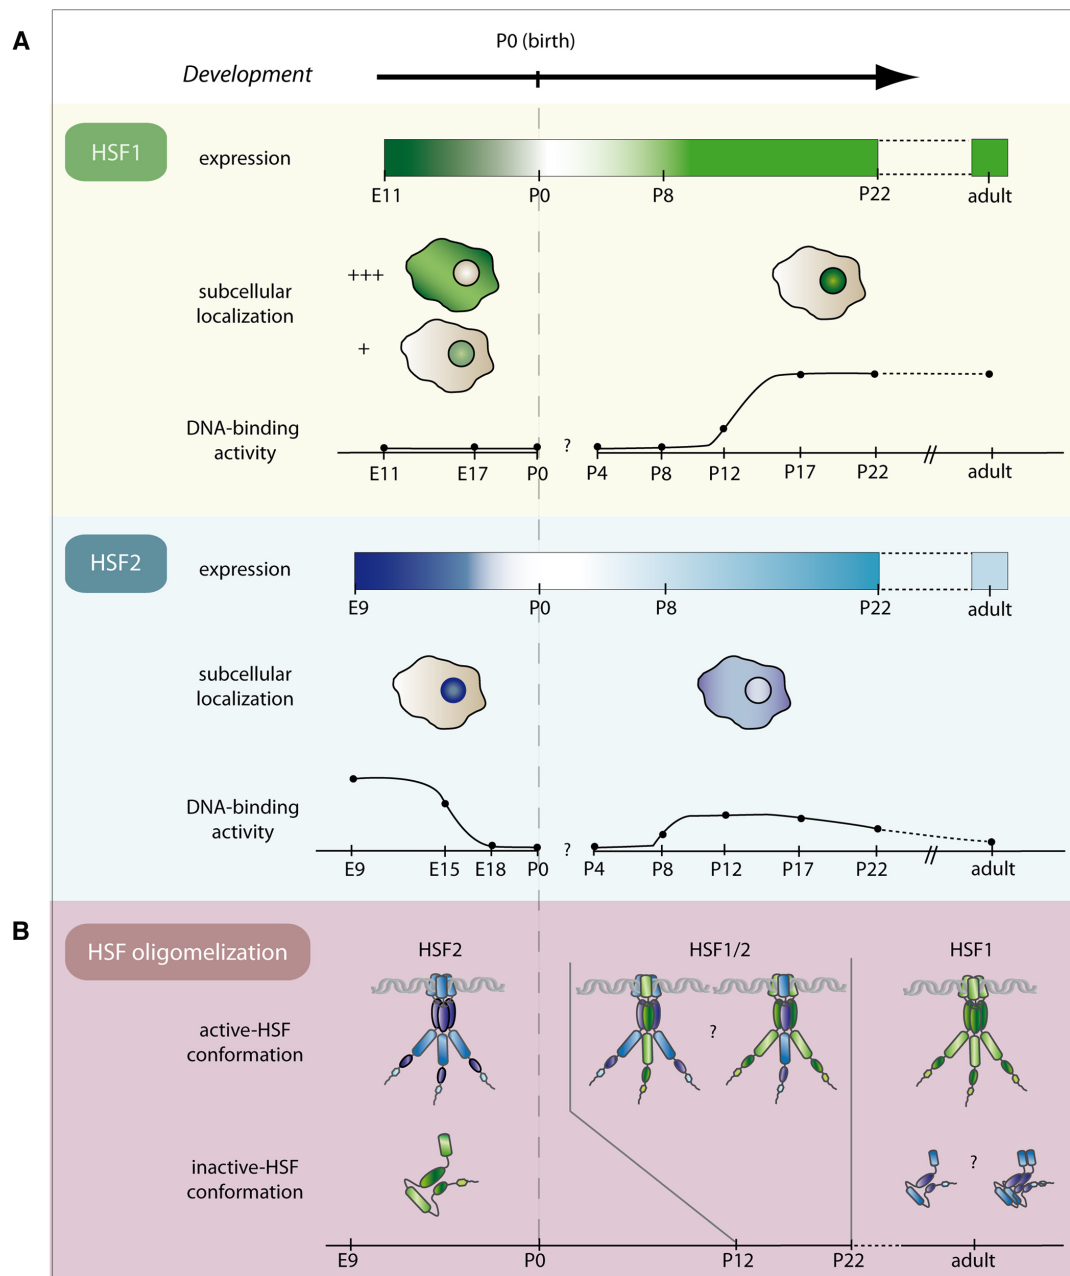 A
P0 (birth)
Development
HSF1
expression
E11 P0 P8 P22 adult
+++
subcellular
localization
+
DNA-binding
activity
?
E11 E17 P0 P4 P8 P12 P17 P22 adult
HSF2
expression
E9 P0 P8 P22 adult
subcellular
localization
DNA-binding
activity
?
E9 E15 E18 P0 P4 P8 P12 P17 P22 adult
B
HSF oligomelization
HSF2 HSF1/2 HSF1
active-HSF
conformation
?
inactive-HSF
conformation
?
E9 P0 P12 P22 adult